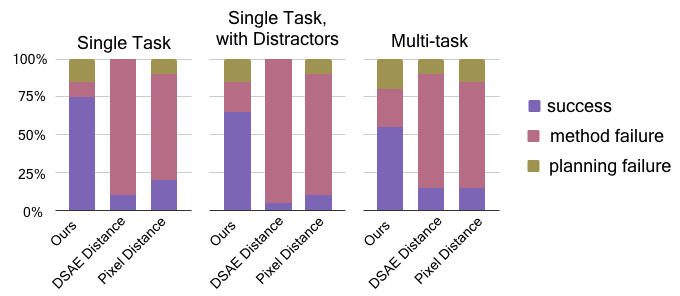 Single Task
Single Task,
with Distractors
Multi-task
100%
75%
50%
25%
0%
Ours
DSAE Distance
Pixel Distance
Ours
DSAE Distance
Pixel Distance
Ours
DSAE Distance
Pixel Distance
success
method failure
planning failure